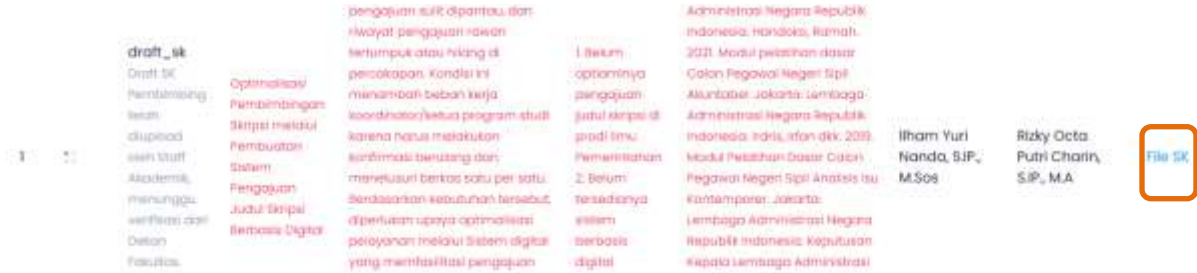 1
draft_sk
Draft SK
Pembimbing
telah
diupload
oleh Staff
Akademik,
menunggu
verifikasi dari
Dekan
Fakultas.
Optimalisasi
Pembimbingan
Skripsi melalui
Pembuatan
Sistem
Pengajuan
Judul Skripsi
Berbasis Digital
pengajuan sulit dipantau, dan
riwayat pengajuan rawan
tertumpuk atau hilang di
percakapan. Kondisi ini
menambah beban kerja
koordinator/ketua program studi
karena harus melakukan
konfirmasi berulang dan
menelusuri berkas satu per satu.
Berdasarkan kebutuhan tersebut,
diperlukan upaya optimalisasi
pelayanan melalui Sistem digital
yang memfasilitasi pengajuan
1. Belum
optimalnya
pengajuan
judul skripsi di
prodi Ilmu
Pemerintahan
2. Belum
tersedianya
sistem
berbasis
digital
Administrasi Negara Republik
Indonesia. Handoko, Rumah.
2021. Modul pelatihan dasar
Calon Pegawai Negeri Sipil
Akuntabel. Jakarta: Lembaga
Administrasi Negara Republik
Indonesia. Idris, Irfan dkk. 2019.
Modul Pelatihan Dasar Calon
Pegawai Negeri Sipil Analisis Isu
Kontemporer. Jakarta:
Lembaga Administrasi Negara
Republik Indonesia. Keputusan
Kepala Lembaga Administrasi
Ilham Yuri
Nanda, S.IP.,
M.Sos
Rizky Octa
Putri Charin,
S.IP., M.A
File SK